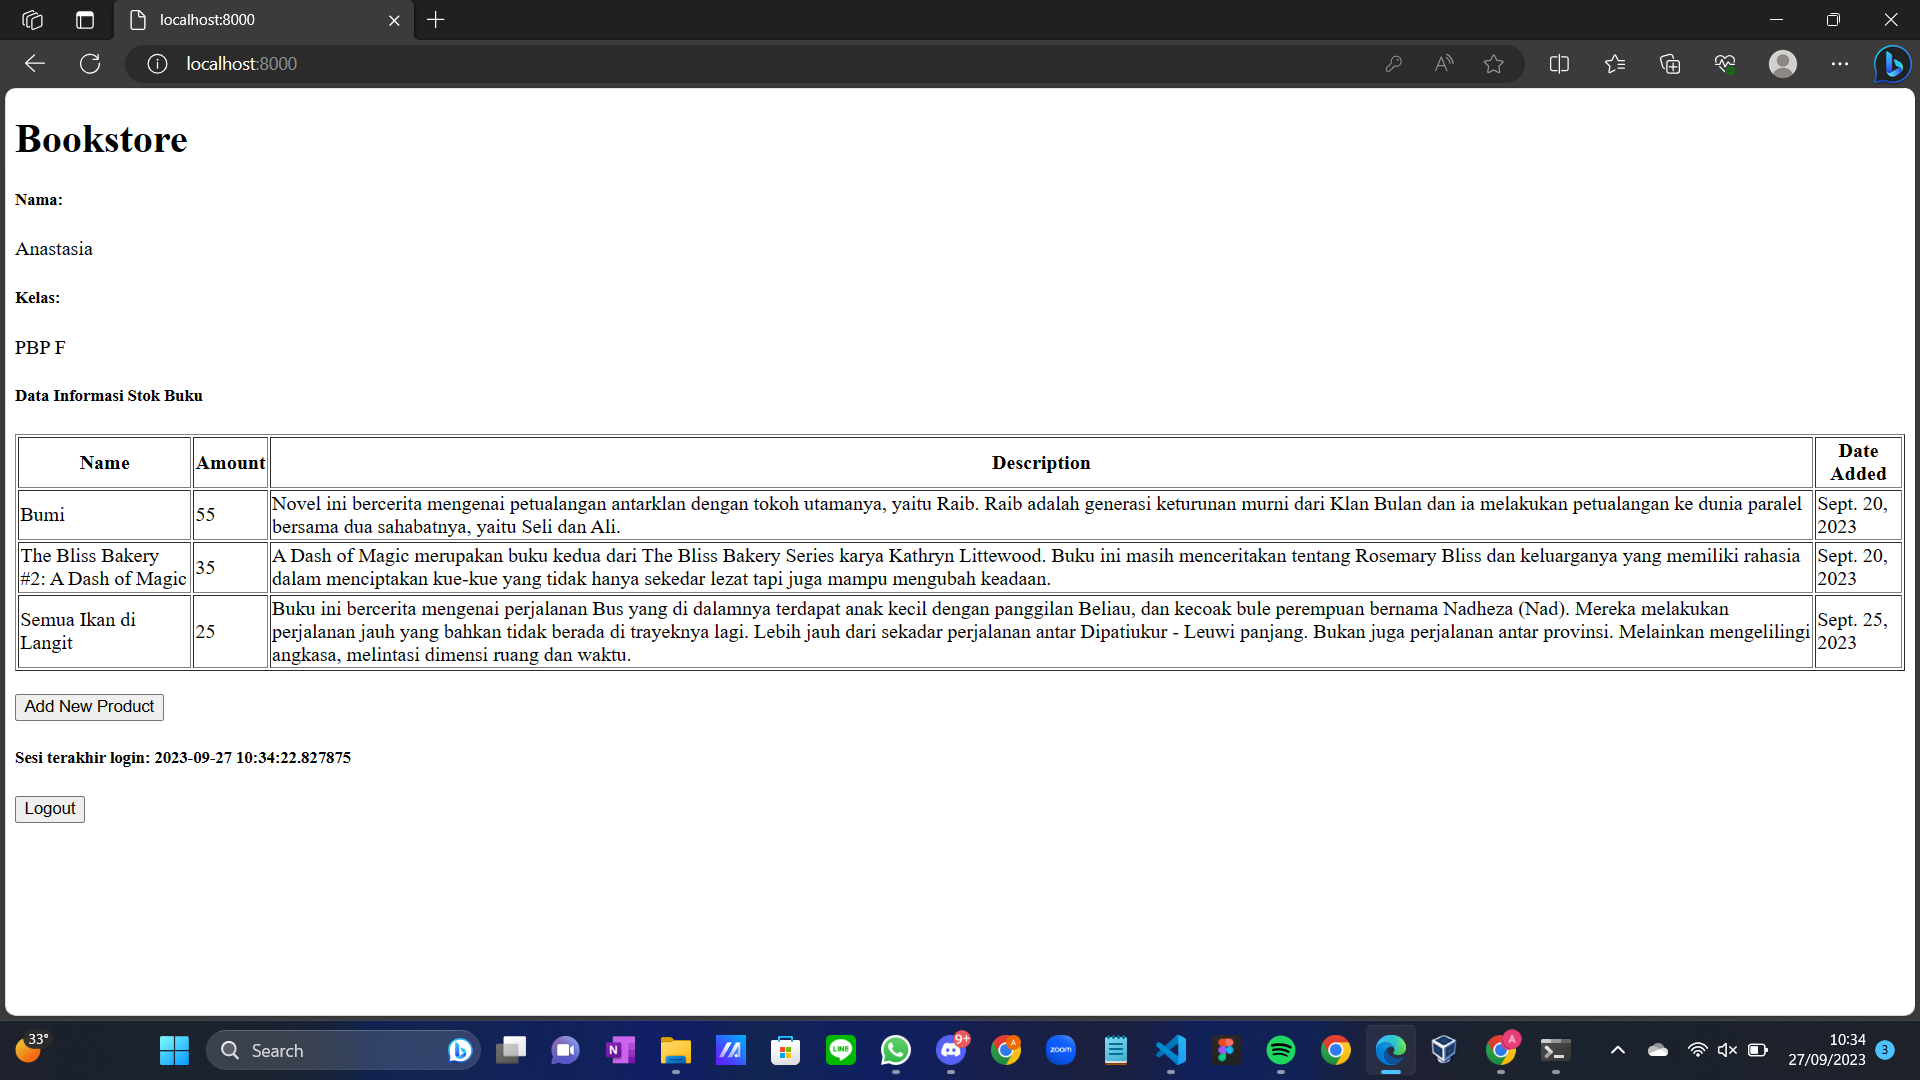 localhost:8000
localhost:8000
Bookstore
Nama:
Anastasia
Kelas:
PBP F
Data Informasi Stok Buku
Name Amount Description Date Added
Bumi 55 Novel ini bercerita mengenai petualangan antarklan dengan tokoh utamanya, yaitu Raib. Raib adalah generasi keturunan murni dari Klan Bulan dan ia melakukan petualangan ke dunia paralel
bersama dua sahabatnya, yaitu Seli dan Ali. Sept. 20, 2023
The Bliss Bakery #2: A Dash of Magic 35 A Dash of Magic merupakan buku kedua dari The Bliss Bakery Series karya Kathryn Littewood. Buku ini masih menceritakan tentang Rosemary Bliss dan keluarganya yang memiliki rahasia
dalam menciptakan kue-kue yang tidak hanya sekedar lezat tapi juga mampu mengubah keadaan. Sept. 20, 2023
Semua Ikan di Langit 25 Buku ini bercerita mengenai perjalanan Bus yang di dalamnya terdapat anak kecil dengan panggilan Beliau, dan kecoak bule perempuan bernama Nadheza (Nad). Mereka melakukan
perjalanan jauh yang bahkan tidak berada di trayeknya lagi. Lebih jauh dari sekadar perjalanan antar Dipatiukur - Leuwi panjang. Bukan juga perjalanan antar provinsi. Melainkan mengelilingi
angkasa, melintasi dimensi ruang dan waktu. Sept. 25, 2023
Add New Product
Sesi terakhir login: 2023-09-27 10:34:22.827875
Logout
33°
Search
N
LINE
9+
A
zoom
A
10:34
27/09/2023
3